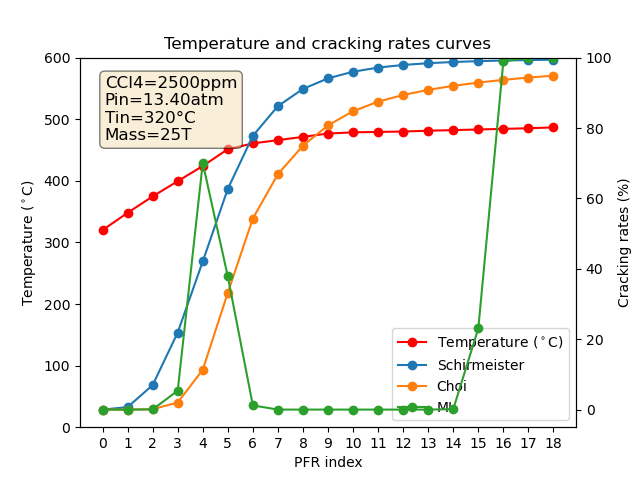 Temperature and cracking rates curves
CCl4=2500ppm
Pin=13.40atm
Tin=320°C
Mass=25T
600
500
400
300
200
100
0
Temperature (°C)
100
80
60
40
20
0
Cracking rates (%)
Temperature (°C)
Schirmeister
Choi
0 1 2 3 4 5 6 7 8 9 10 11 12 13 14 15 16 17 18
PFR index